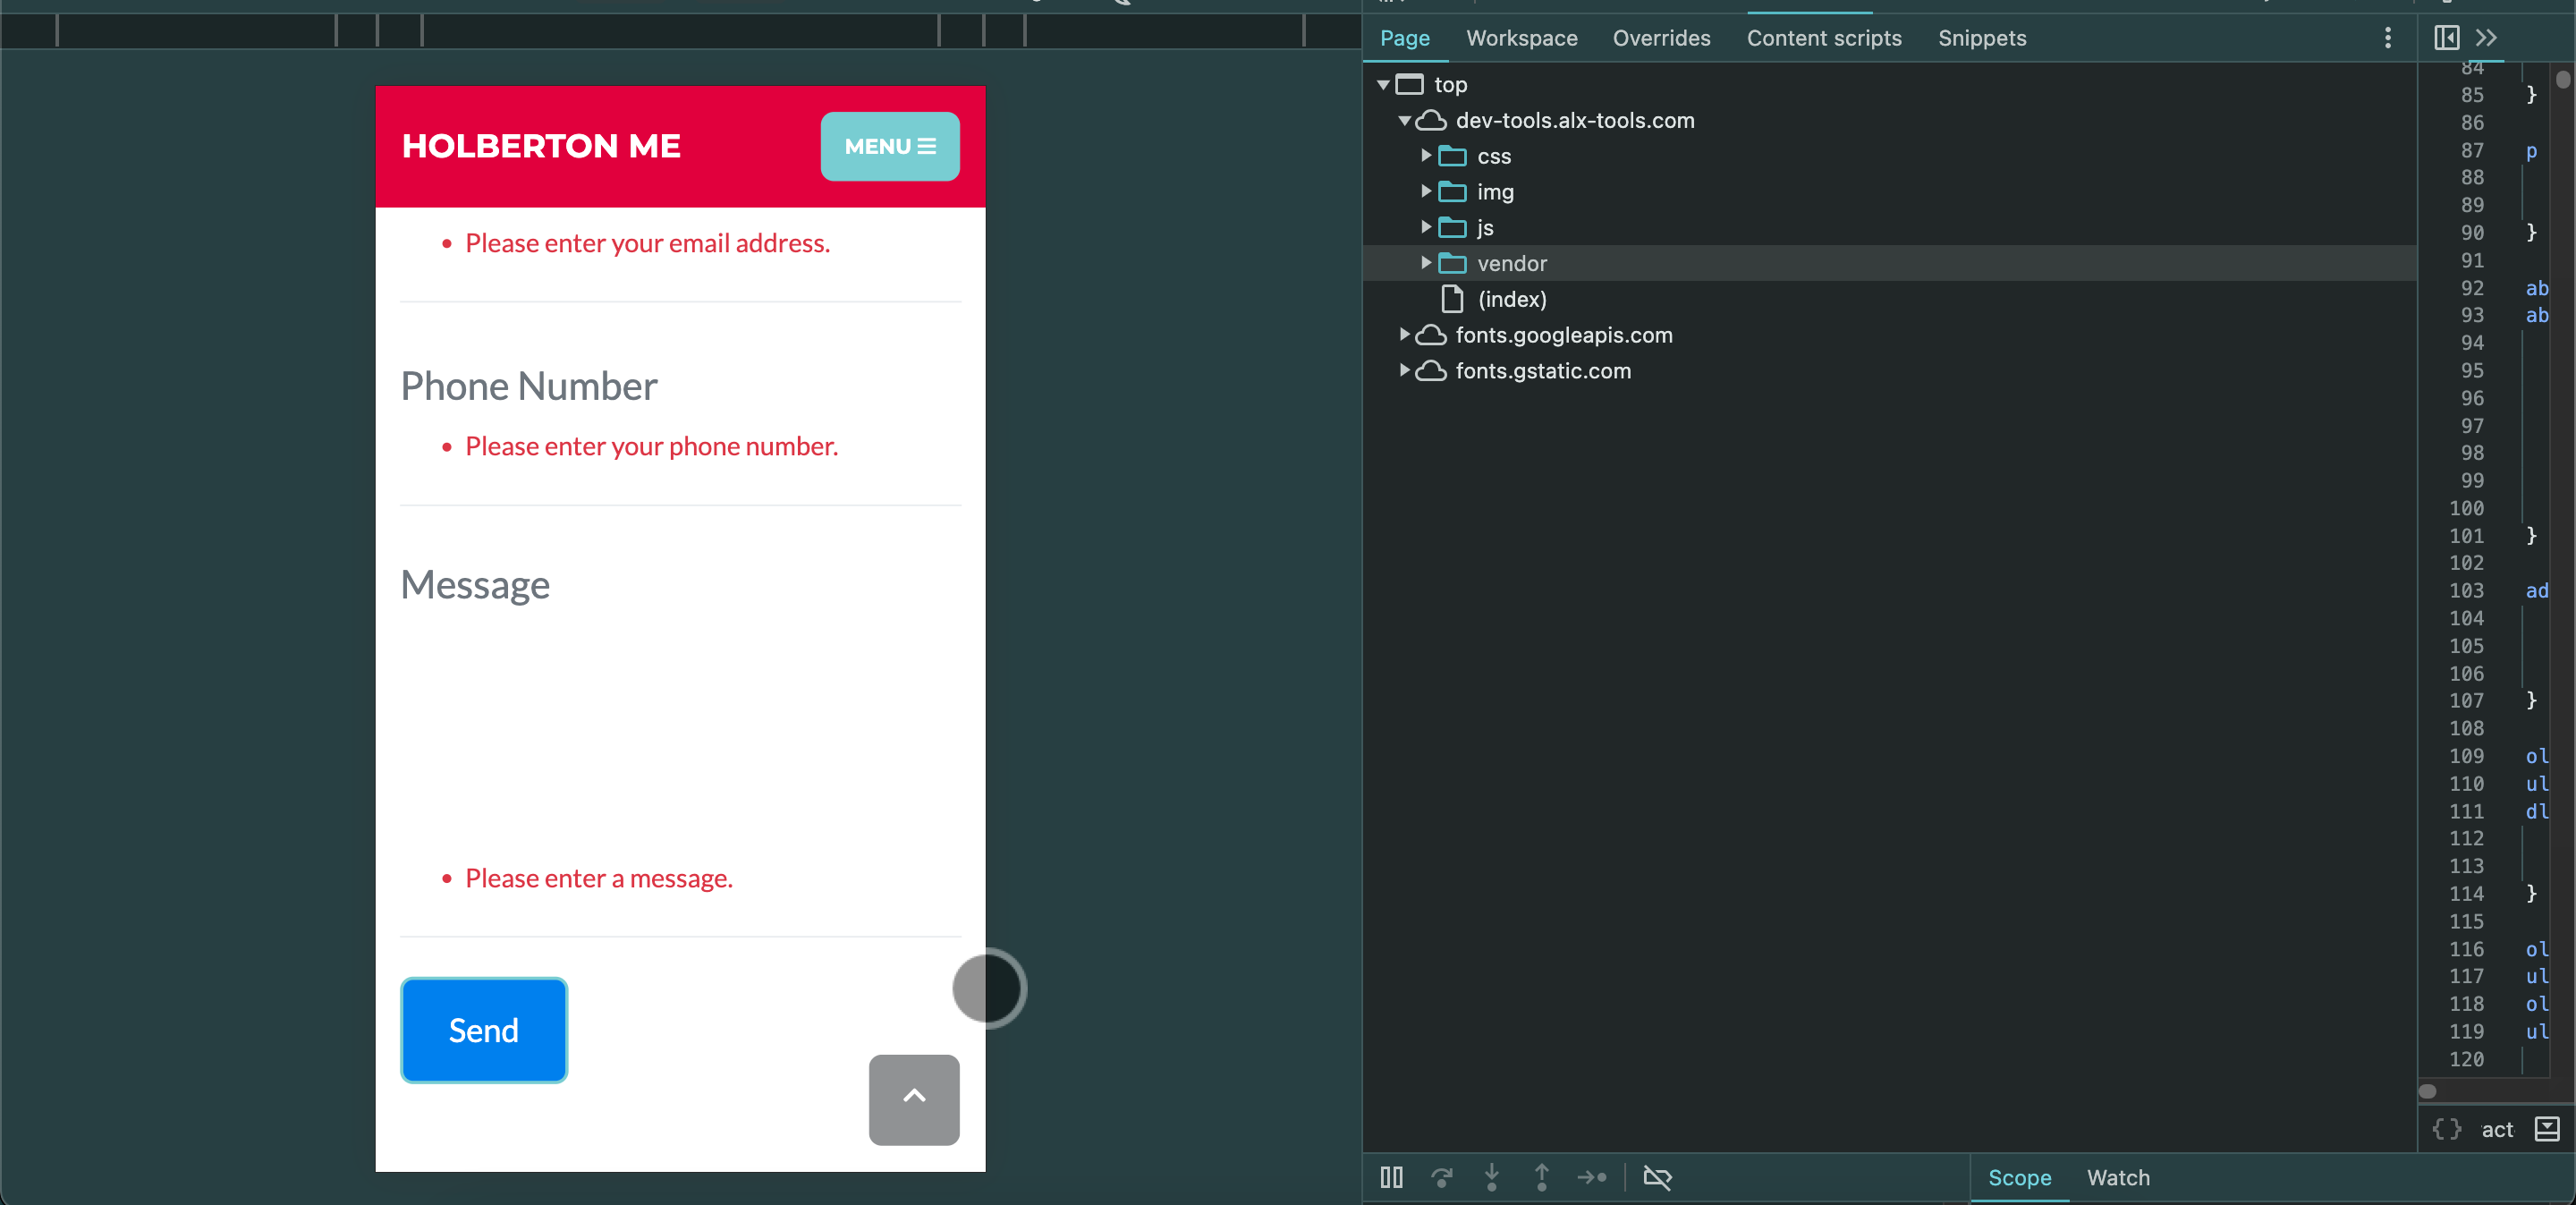 HOLBERTON ME
MENU
Please enter your email address.
Phone Number
Please enter your phone number.
Message
Please enter a message.
Send
Page Workspace Overrides Content scripts Snippets
top
dev-tools.alx-tools.com
css
img
js
vendor
(index)
fonts.googleapis.com
fonts.gstatic.com
84
85 }
86
87 p
88
89
90 }
91
92 ab
93 ab
94
95
96
97
98
99
100
101 }
102
103 ad
104
105
106
107 }
108
109 ol
110 ul
111 dl
112
113
114 }
115
116 ol
117 ul
118 ol
119 ul
120
{ } act
Scope Watch